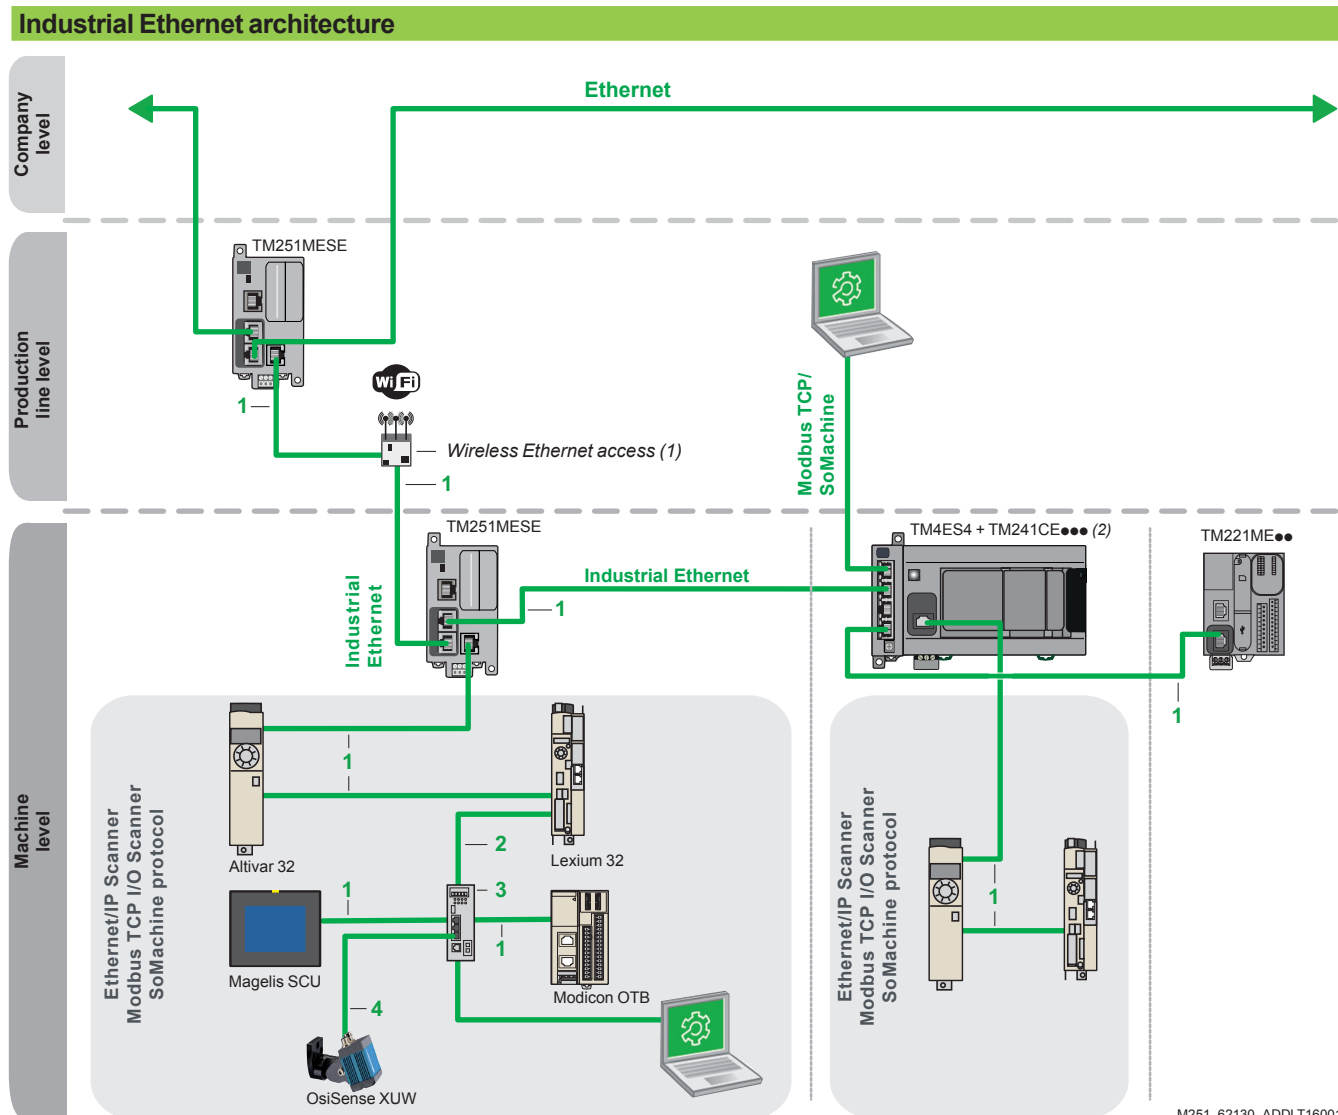 Industrial Ethernet architecture
Company
level
Ethernet
Production
line level
TM251MESE
1
Wi Fi
Wireless Ethernet access (1)
1
Modbus TCP/
SoMachine
Machine
level
TM251MESE
Industrial
Ethernet
Industrial Ethernet
1
TM4ES4 + TM241CE●●● (2)
TM221ME●●
1
Ethernet/IP Scanner
Modbus TCP I/O Scanner
SoMachine protocol
1
1
Altivar 32
2
Lexium 32
3
1
Magelis SCU
1
Modicon OTB
4
OsiSense XUW
Ethernet/IP Scanner
Modbus TCP I/O Scanner
SoMachine protocol
1